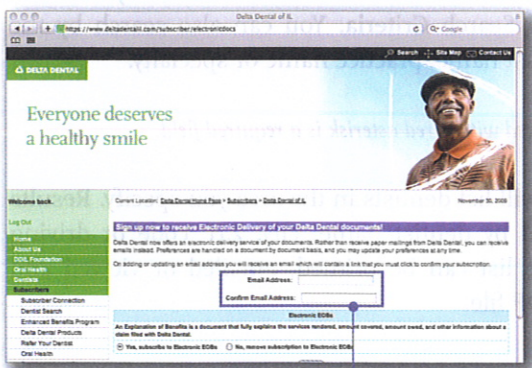 Delta Dental of IL
https://www.deltadentalil.com/subscriber/electronicdocs
Google
Search Site Map Contact Us
DELTA DENTAL
Everyone deserves
a healthy smile
Welcome back.
Current Location: Delta Dental Home Page > Subscribers > Delta Dental of IL
November 30, 2009
Log Out
Home
About Us
DDIL Foundation
Oral Health
Dentists
Subscribers
Subscriber Connection
Dentist Search
Enhanced Benefits Program
Delta Dental Products
Refer Your Dentist
Oral Health
Sign up now to receive Electronic Delivery of your Delta Dental documents!
Delta Dental now offers an electronic delivery service of your documents. Rather than receive paper mailings from Delta Dental, you can receive
emails instead. Preferences are handled on a document by document basis, and you may update your preferences at any time.
On adding or updating an email address you will receive an email which will contain a link that you must click to confirm your subscription.
Email Address:
Confirm Email Address:
Electronic EOBs
An Explanation of Benefits is a document that fully explains the services rendered, amount covered, amount owed, and other information about a
claim filed with Delta Dental.
Yes, subscribe to Electronic EOBs No, remove subscription to Electronic EOBs